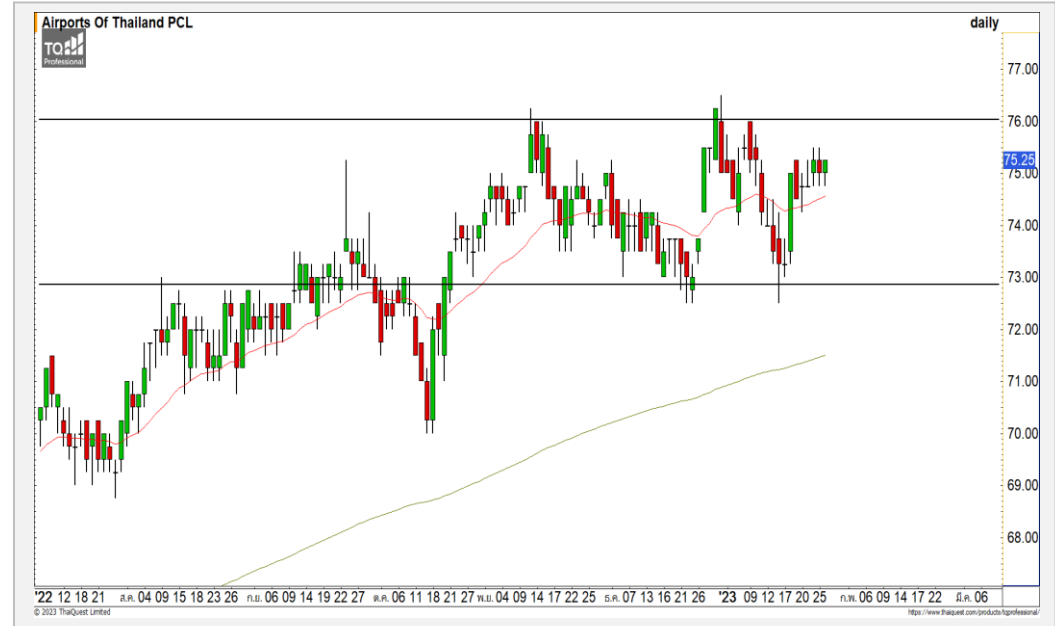 Airports Of Thailand PCL daily
TQ
Professional
77.00
76.00
75.25
75.00
74.00
73.00
72.00
71.00
70.00
69.00
68.00
'22 12 18 21 ส.ค. 04 09 15 18 23 26 ก.ย. 06 09 14 19 22 27 ต.ค. 06 11 18 21 27 พ.ย. 04 09 14 17 22 25 ธ.ค. 07 13 16 21 26 '23 09 12 17 20 25 ก.พ. 06 09 14 17 22 มี.ค. 06
© 2023 ThaiQuest Limited https://www.thaiquest.com/products/tqprofessional/